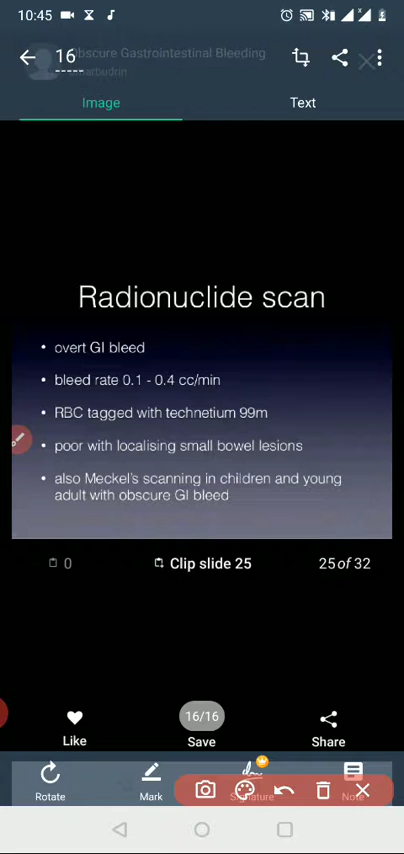 10:45
16
Obscure Gastrointestinal Bleeding
Image
Text
Radionuclide scan
• overt GI bleed
• bleed rate 0.1 - 0.4 cc/min
• RBC tagged with technetium 99m
• poor with localising small bowel lesions
• also Meckel's scanning in children and young
adult with obscure GI bleed
0
Clip slide 25
25 of 32
16/16
Like
Save
Share
Rotate
Mark
Signature
Note